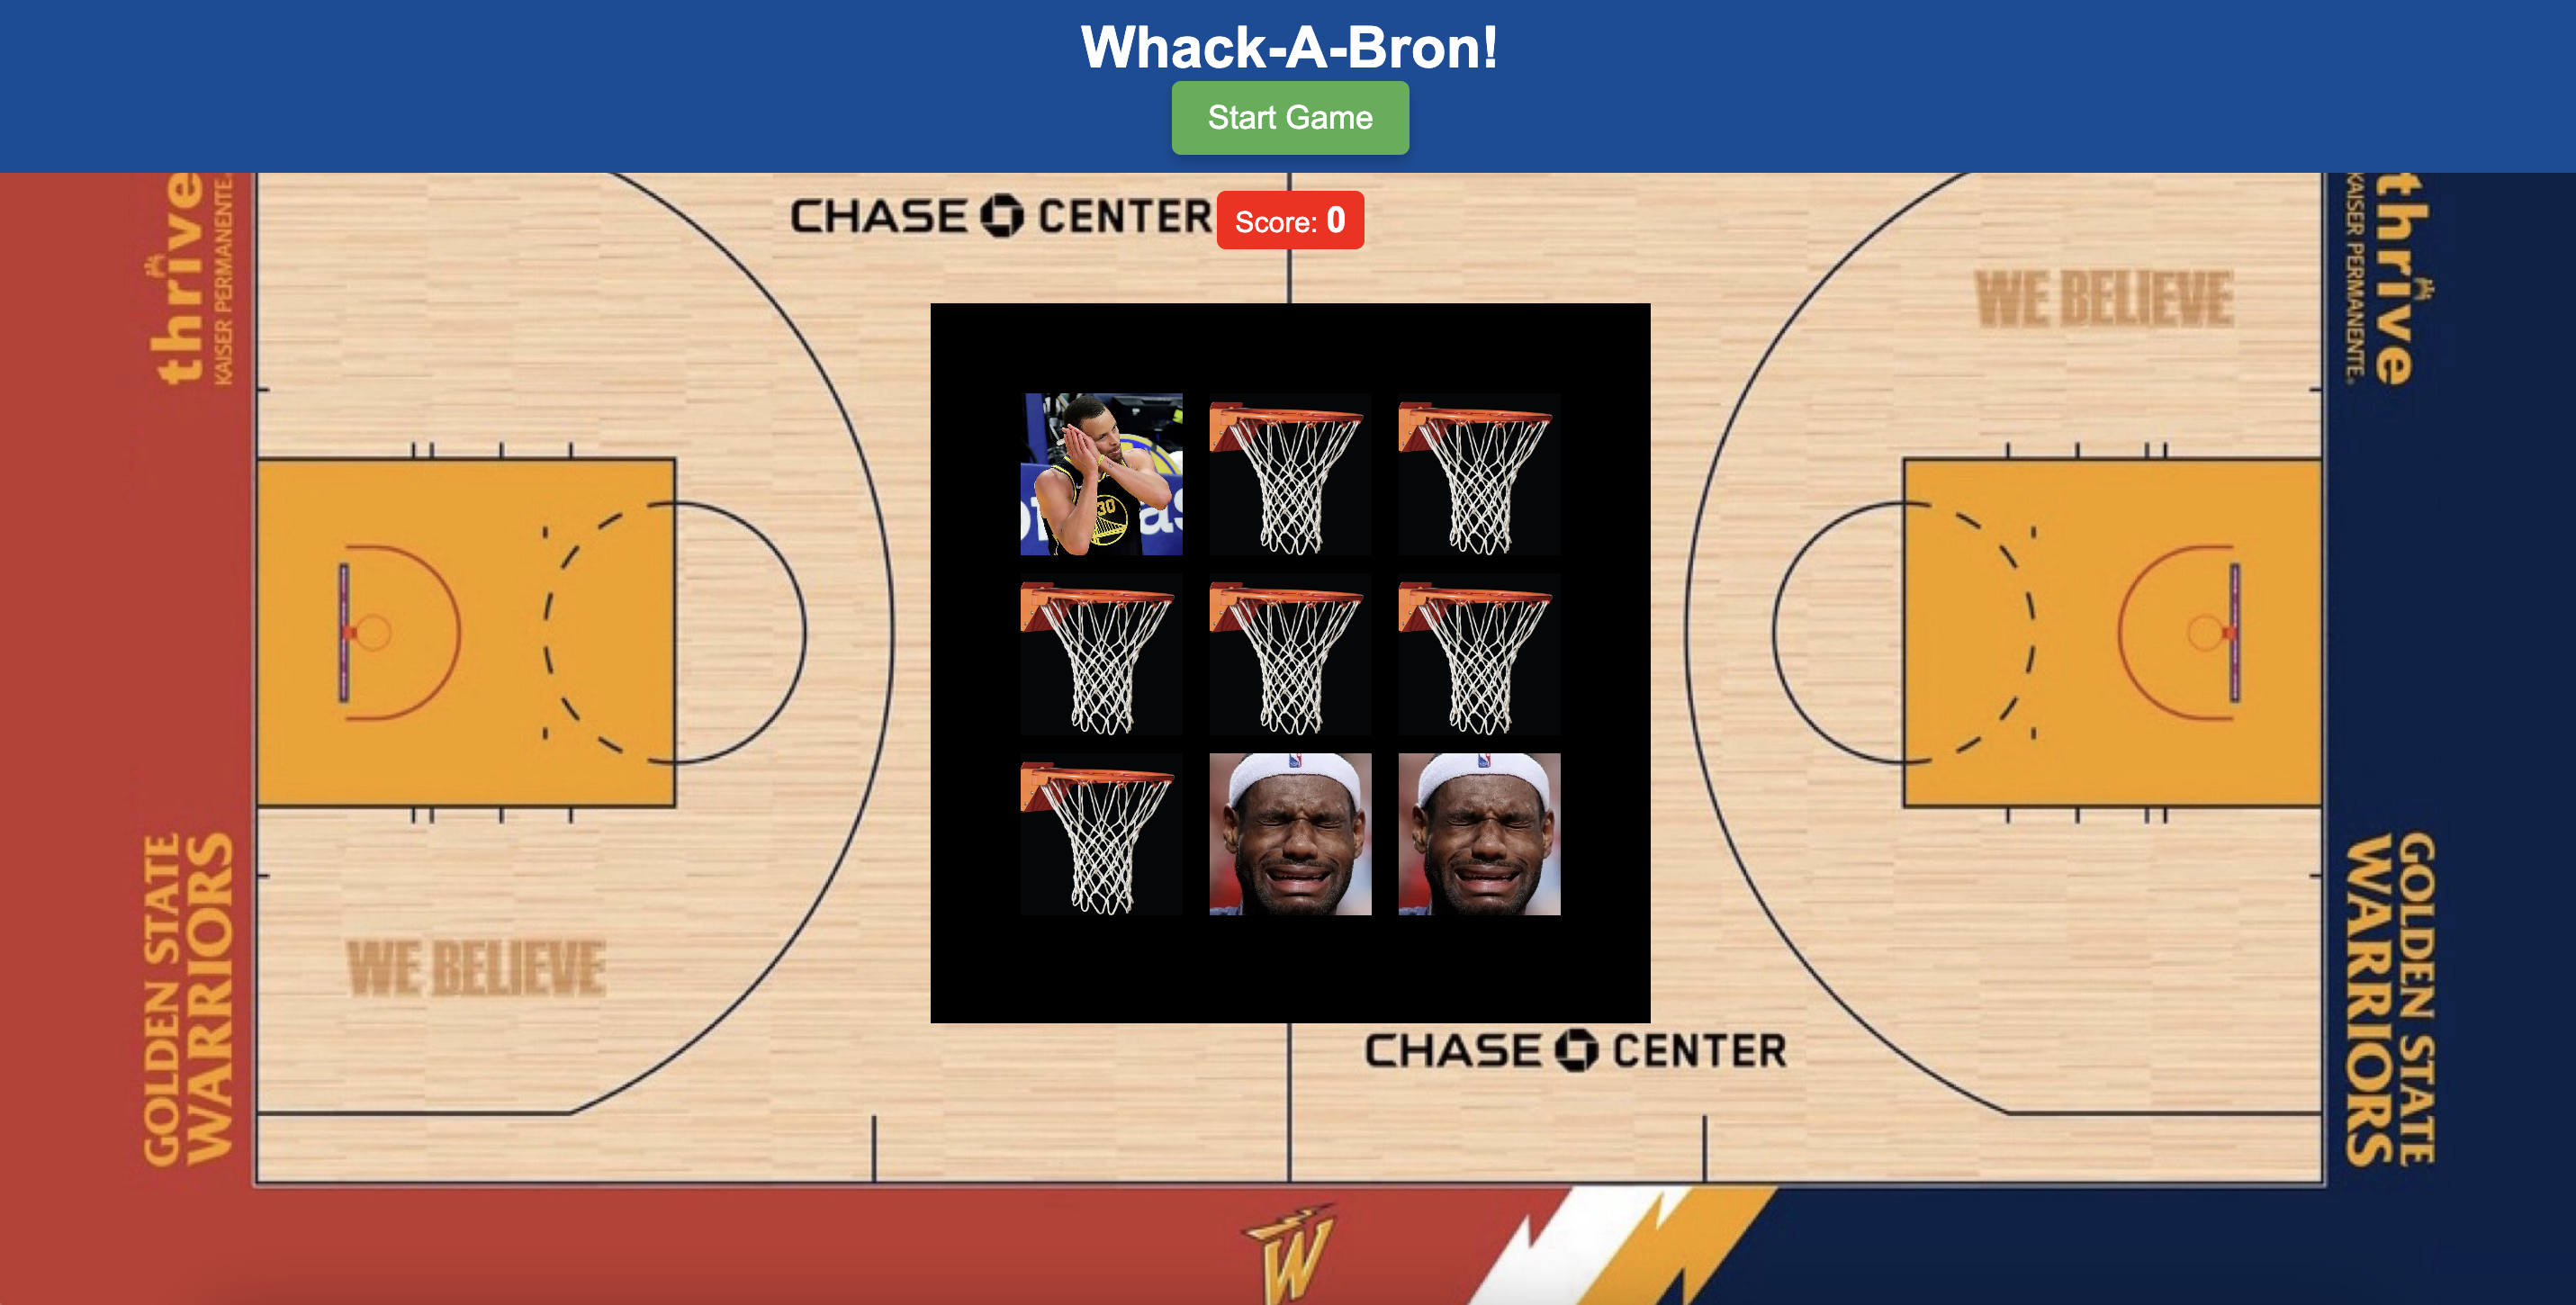 Whack-A-Bron!
Start Game
thrive
KAISER PERMANENTE.
CHASE CENTER
Score: 0
WE BELIEVE
thrive
KAISER PERMANENTE.
30
WE BELIEVE
CHASE CENTER
GOLDEN STATE
WARRIORS
GOLDEN STATE
WARRIORS
W